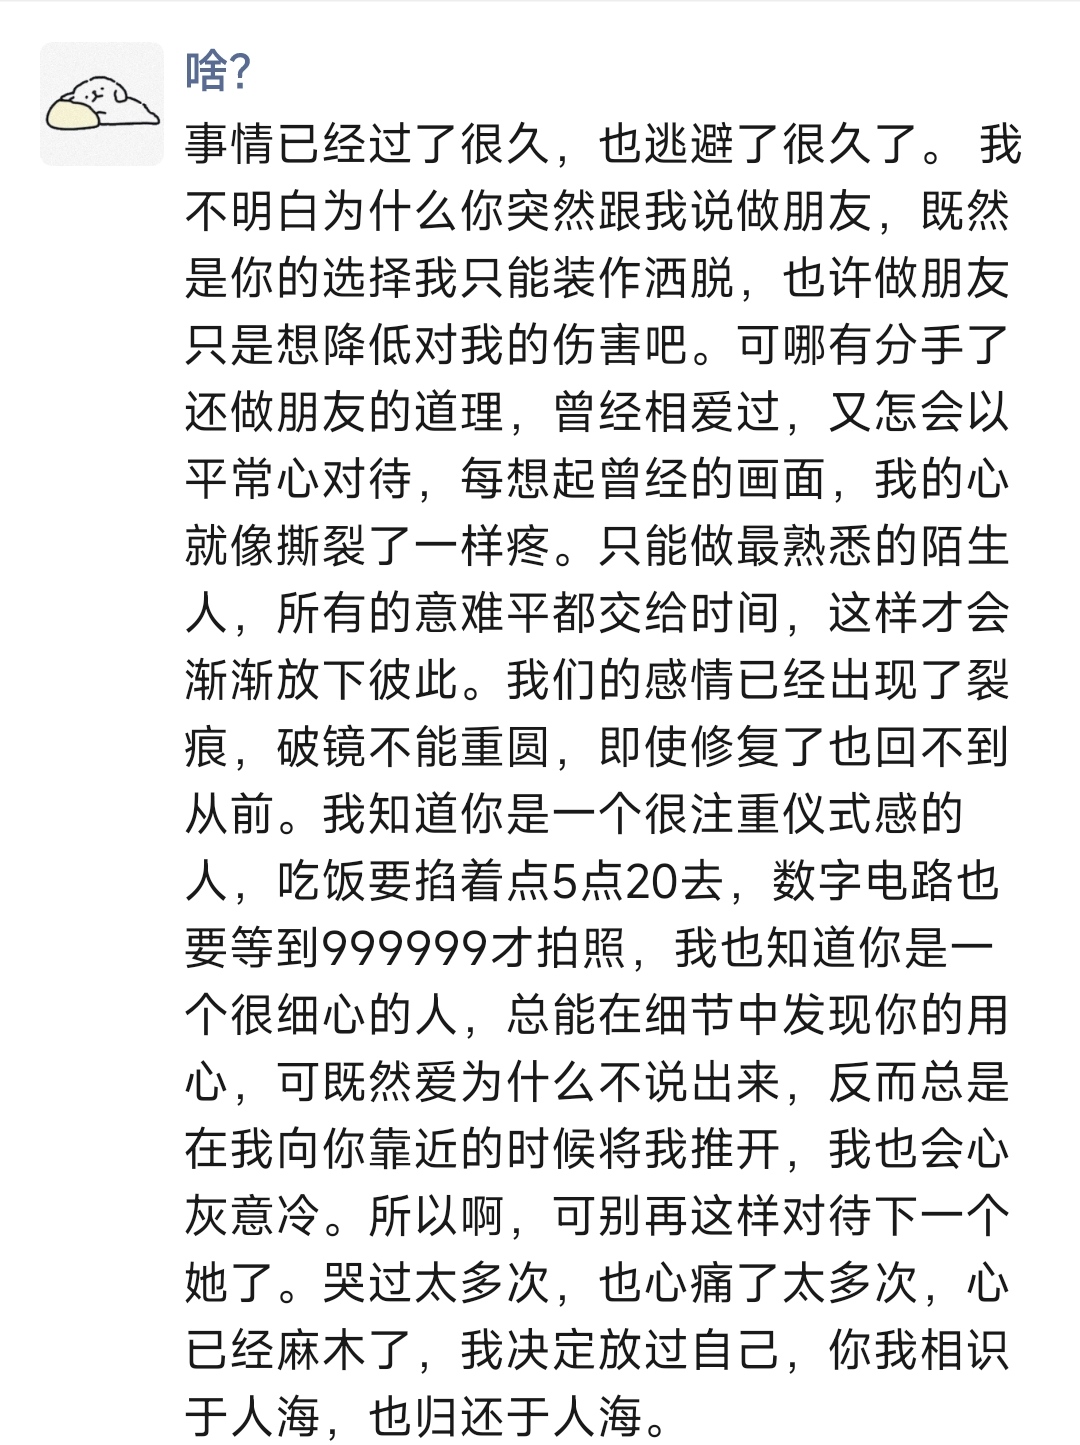 啥？
事情已经过了很久，也逃避了很久了。 我
不明白为什么你突然跟我说做朋友，既然
是你的选择我只能装作洒脱，也许做朋友
只是想降低对我的伤害吧。可哪有分手了
还做朋友的道理，曾经相爱过，又怎会以
平常心对待，每想起曾经的画面，我的心
就像撕裂了一样疼。只能做最熟悉的陌生
人，所有的意难平都交给时间，这样才会
渐渐放下彼此。我们的感情已经出现了裂
痕，破镜不能重圆，即使修复了也回不到
从前。我知道你是一个很注重仪式感的
人，吃饭要掐着点5点20去，数字电路也
要等到999999才拍照，我也知道你是一
个很细心的人，总能在细节中发现你的用
心，可既然爱为什么不说出来，反而总是
在我向你靠近的时候将我推开，我也会心
灰意冷。所以啊，可别再这样对待下一个
她了。哭过太多次，也心痛了太多次，心
已经麻木了，我决定放过自己，你我相识
于人海，也归还于人海。